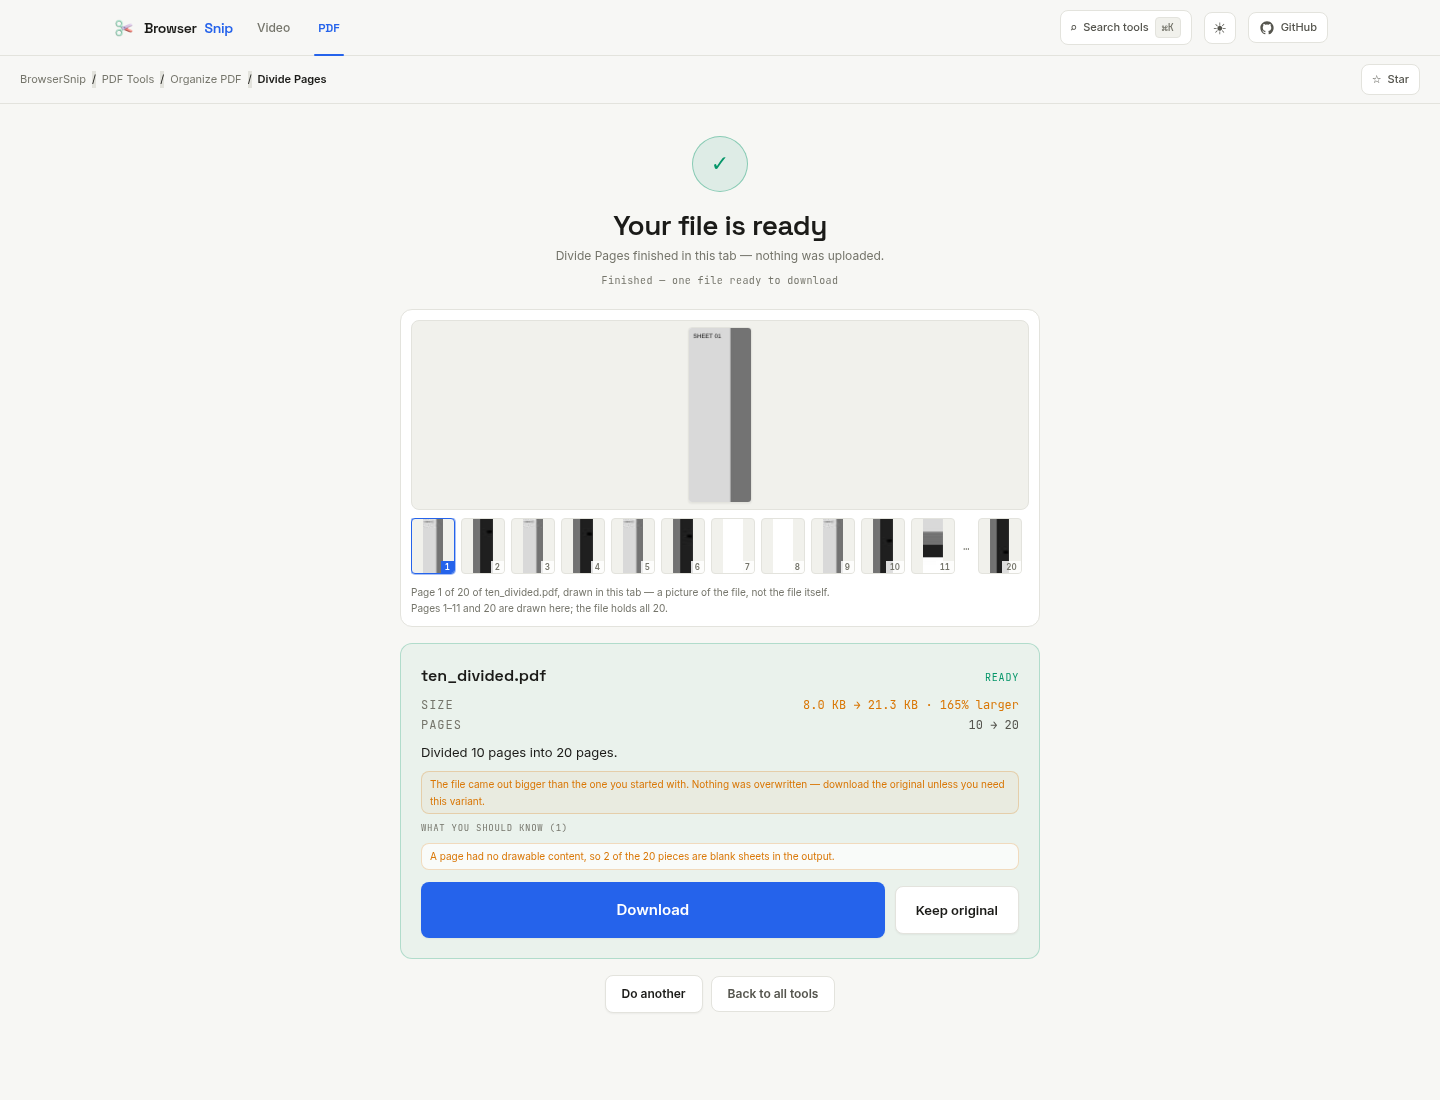 Browser Snip Video PDF Search tools ⌘K GitHub
BrowserSnip / PDF Tools / Organize PDF / Divide Pages ☆ Star
✓
Your file is ready
Divide Pages finished in this tab — nothing was uploaded.
Finished — one file ready to download
SHEET 01
1 2 3 4 5 6 7 8 9 10 11 … 20
Page 1 of 20 of ten_divided.pdf, drawn in this tab — a picture of the file, not the file itself.
Pages 1–11 and 20 are drawn here; the file holds all 20.
ten_divided.pdf READY
SIZE 8.0 KB → 21.3 KB · 165% larger
PAGES 10 → 20
Divided 10 pages into 20 pages.
The file came out bigger than the one you started with. Nothing was overwritten — download the original unless you need
this variant.
WHAT YOU SHOULD KNOW (1)
A page had no drawable content, so 2 of the 20 pieces are blank sheets in the output.
Download Keep original
Do another Back to all tools